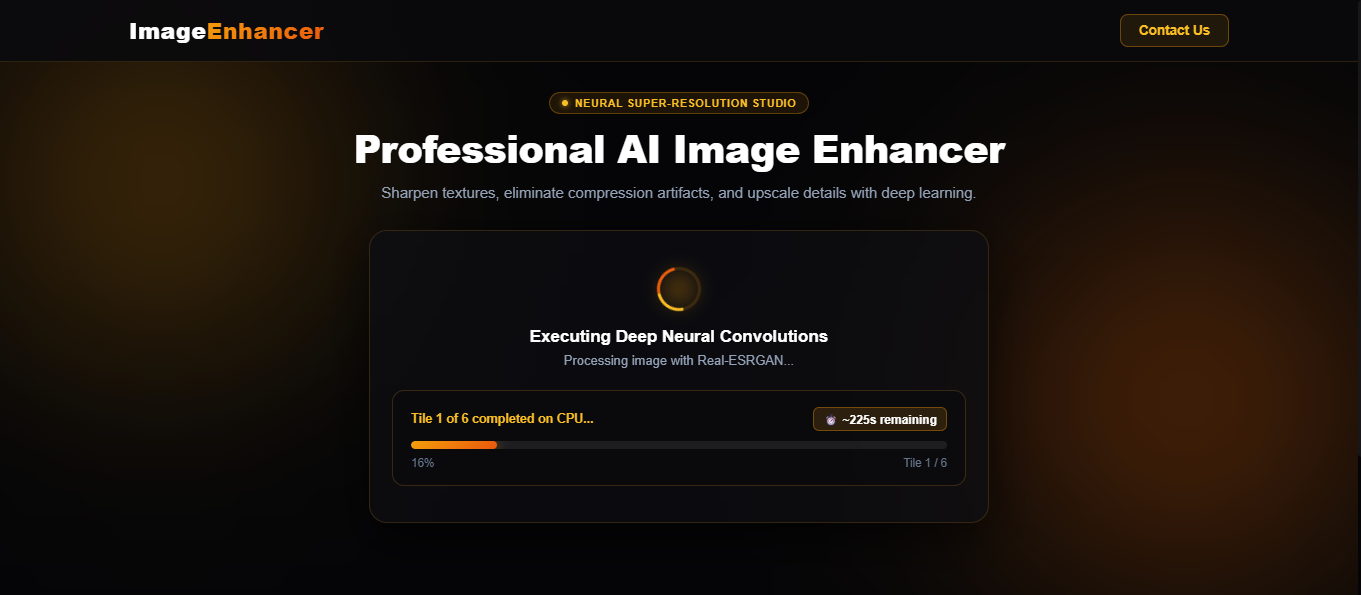 ImageEnhancer
Contact Us
NEURAL SUPER-RESOLUTION STUDIO
Professional AI Image Enhancer
Sharpen textures, eliminate compression artifacts, and upscale details with deep learning.
Executing Deep Neural Convolutions
Processing image with Real-ESRGAN...
Tile 1 of 6 completed on CPU...
~225s remaining
16%
Tile 1 / 6